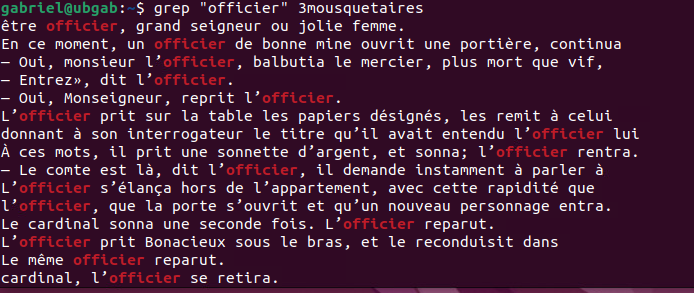 gabriel@ubgab:~$ grep "officier" 3mousquetaires
être officier, grand seigneur ou jolie femme.
En ce moment, un officier de bonne mine ouvrit une portière, continua
— Oui, monsieur l’officier, balbutia le mercier, plus mort que vif,
— Entrez», dit l’officier.
— Oui, Monseigneur, reprit l’officier.
L’officier prit sur la table les papiers désignés, les remit à celui
donnant à son interrogateur le titre qu’il avait entendu l’officier lui
À ces mots, il prit une sonnette d’argent, et sonna; l’officier rentra.
— Le comte est là, dit l’officier, il demande instamment à parler à
L’officier s’élança hors de l’appartement, avec cette rapidité que
l’officier, que la porte s’ouvrit et qu’un nouveau personnage entra.
Le cardinal sonna une seconde fois. L’officier reparut.
L’officier prit Bonacieux sous le bras, et le reconduisit dans
Le même officier reparut.
cardinal, l’officier se retira.